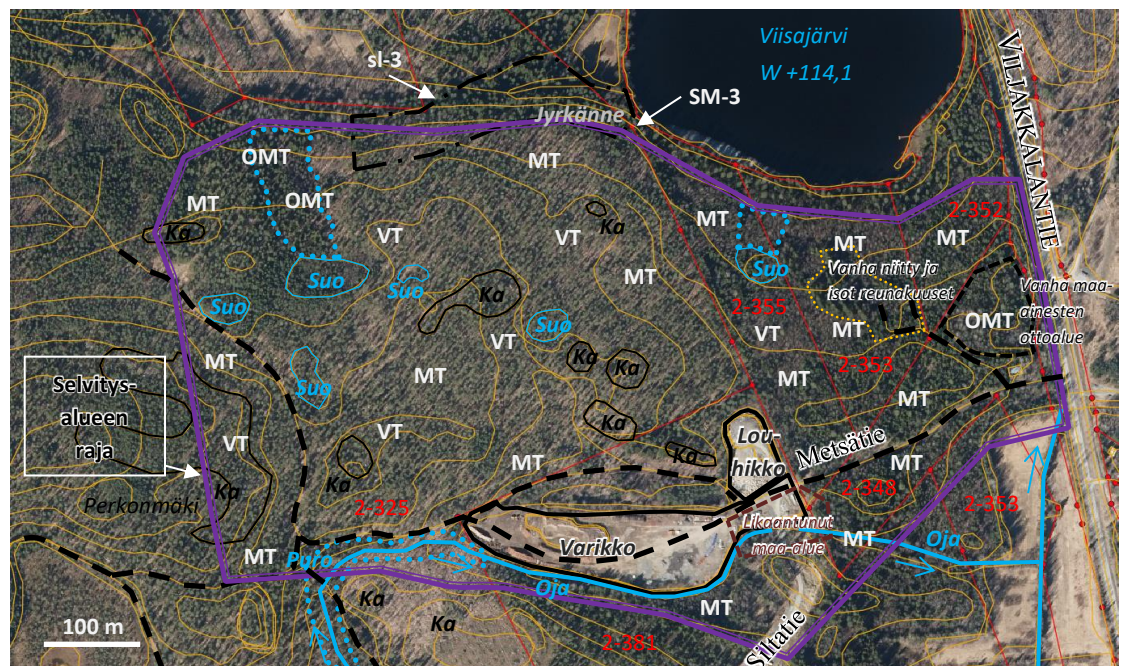 Viisajärvi
W +114,1
VILJAKKALANTIE
sl-3
SM-3
Jyrkänne
OMT
MT
MT
OMT
MT
2-352
MT
MT
MT
Ka
VT
VT
Ka
Vanha niitty ja
isot reunakuuset
Vanha maa-
ainesten
ottoalue
Suo
Suo
Suo
Suo
MT
Ka
2-355
Suo
VT
MT
OMT
VT
Ka
Ka
2-353
MT
MT
MT
Suo
MT
Selvitys-
alueen
raja
VT
VT
Ka
Lou-
hikko
Metsätie
Ka
MT
MT
Ka
Ka
2-348
2-353
Perkonmäki
2-325
Likaantunut
maa-alue
MT
Oja
Varikko
MT
Puro
Oja
Ka
MT
Ka
100 m
2-381
Siltatie